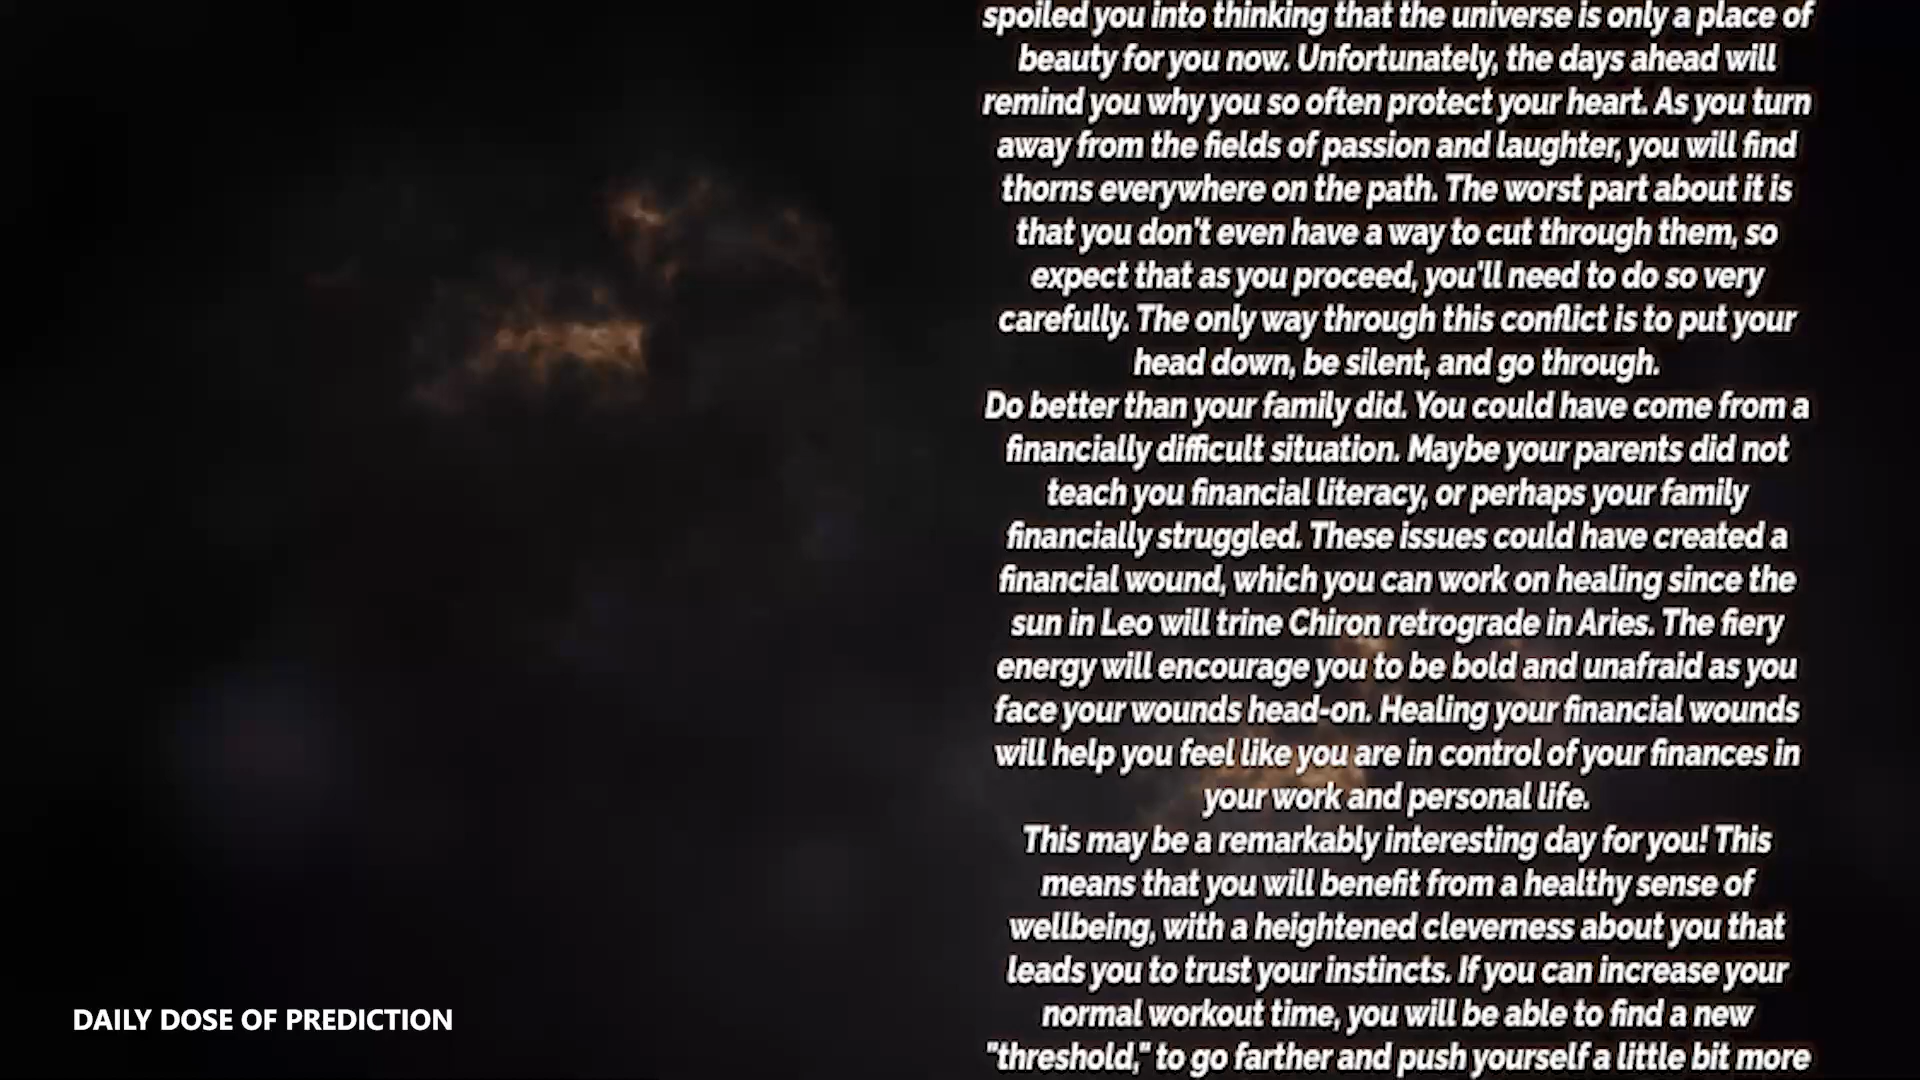 spoiled you into thinking that the universe is only a place of
beauty for you now. Unfortunately, the days ahead will
remind you why you so often protect your heart. As you turn
away from the fields of passion and laughter, you will find
thorns everywhere on the path. The worst part about it is
that you don't even have a way to cut through them, so
expect that as you proceed, you'll need to do so very
carefully. The only way through this conflict is to put your
head down, be silent, and go through.
Do better than your family did. You could have come from a
financially difficult situation. Maybe your parents did not
teach you financial literacy, or perhaps your family
financially struggled. These issues could have created a
financial wound, which you can work on healing since the
sun in Leo will trine Chiron retrograde in Aries. The fiery
energy will encourage you to be bold and unafraid as you
face your wounds head-on. Healing your financial wounds
will help you feel like you are in control of your finances in
your work and personal life.
This may be a remarkably interesting day for you! This
means that you will benefit from a healthy sense of
wellbeing, with a heightened cleverness about you that
leads you to trust your instincts. If you can increase your
normal workout time, you will be able to find a new
"threshold," to go farther and push yourself a little bit more
DAILY DOSE OF PREDICTION